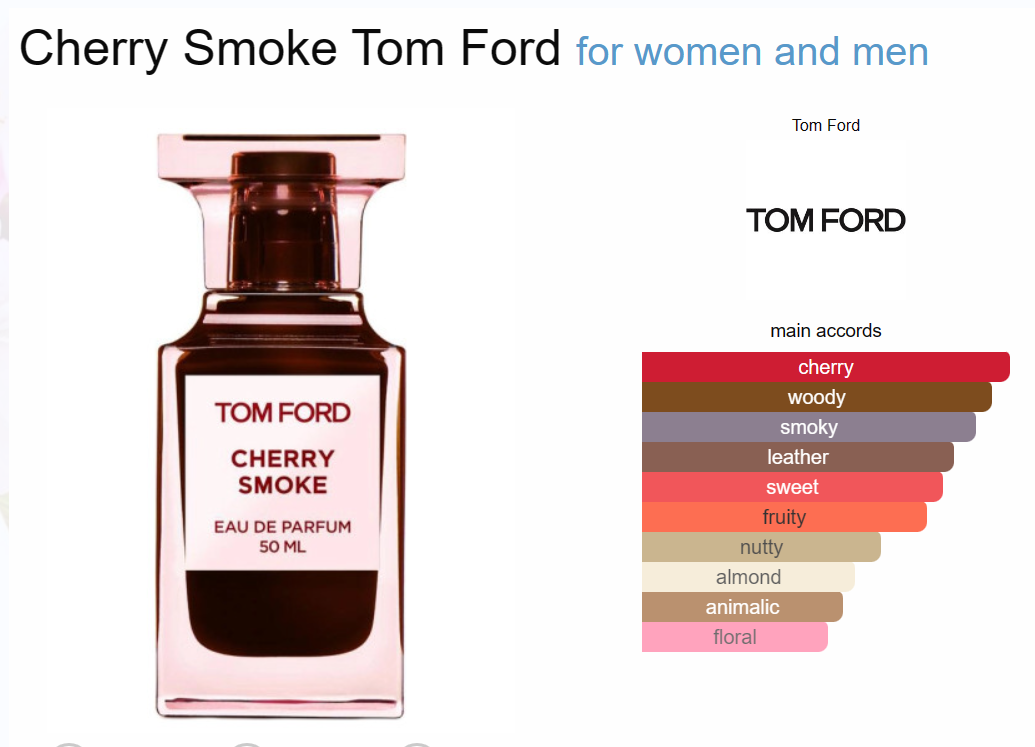 Cherry Smoke Tom Ford for women and men
TOM FORD
CHERRY
SMOKE
EAU DE PARFUM
50 ML
Tom Ford
TOM FORD
main accords
cherry
woody
smoky
leather
sweet
fruity
nutty
almond
animalic
floral